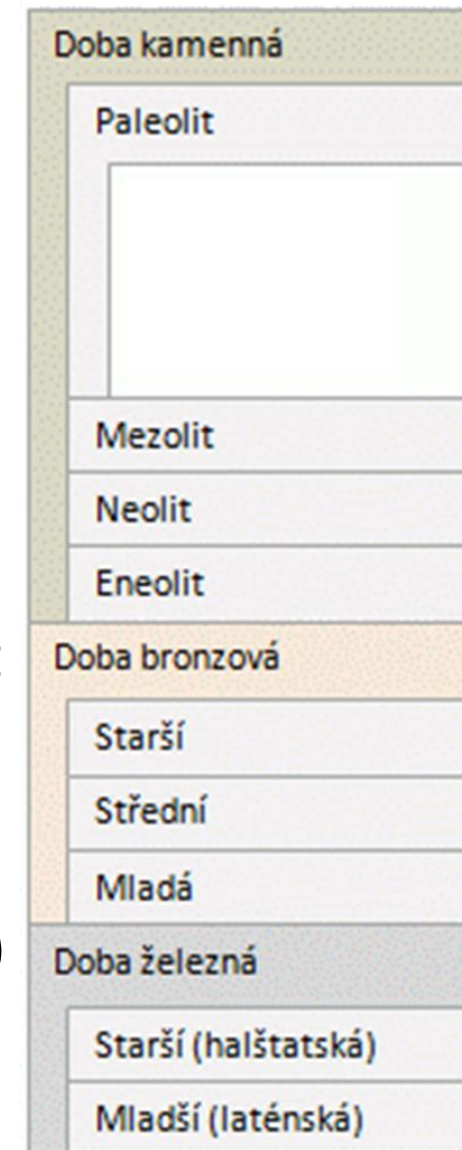 Doba kamenná
Paleolit
Mezolit
Neolit
Eneolit
Doba bronzová
Starší
Střední
Mladá
)
Doba železná
Starší (halštatská)
Mladší (laténská)